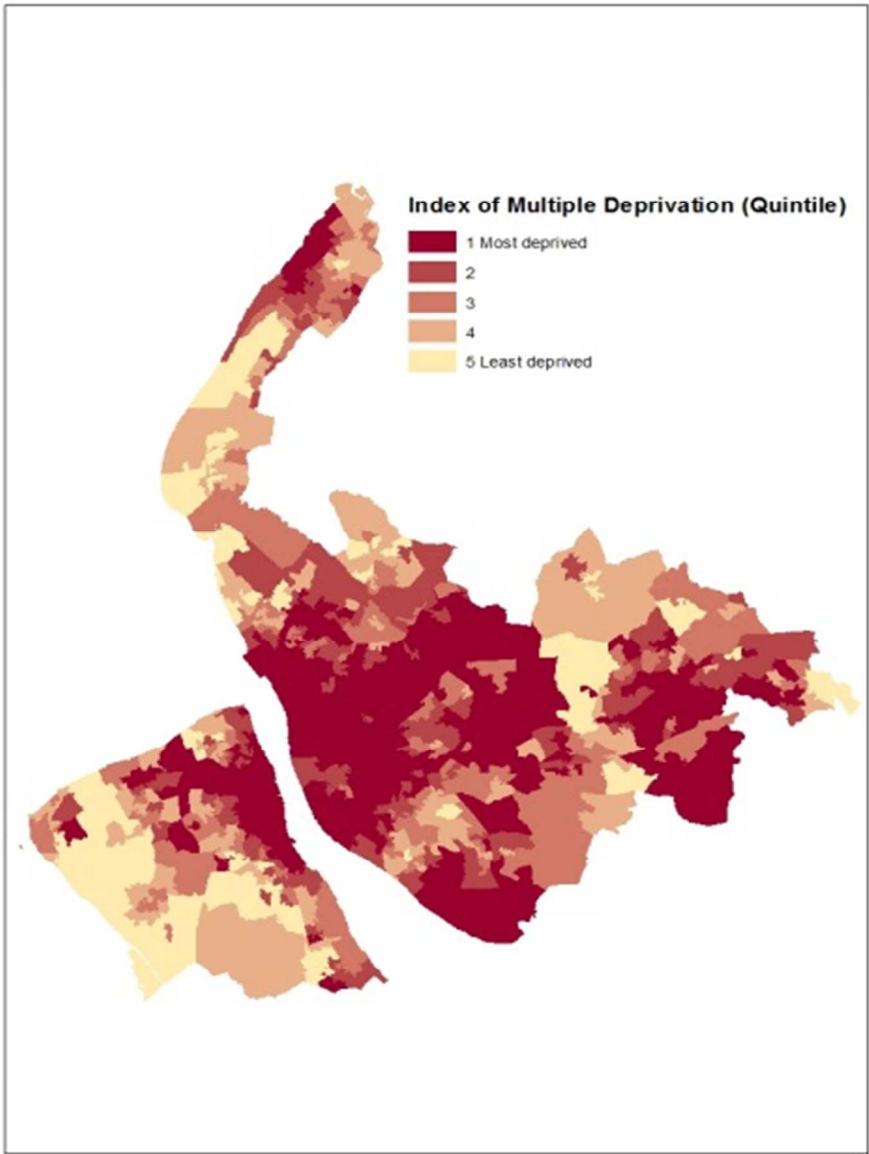 Index of Multiple Deprivation (Quintile)
1 Most deprived
2
3
4
5 Least deprived